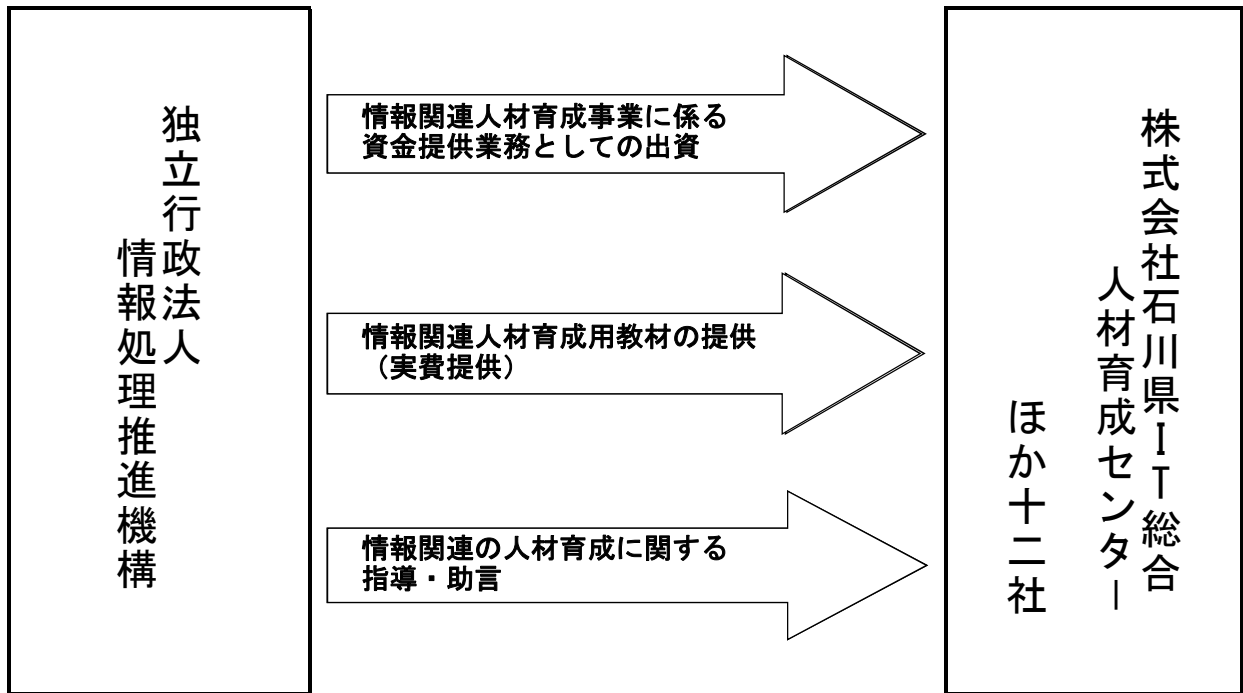 独立行政法人
情報処理推進機構
情報関連人材育成事業に係る
資金提供業務としての出資
情報関連人材育成用教材の提供
（実費提供）
情報関連の人材育成に関する
指導・助言
株式会社石川県ＩＴ総合
人材育成センター
ほか十二社